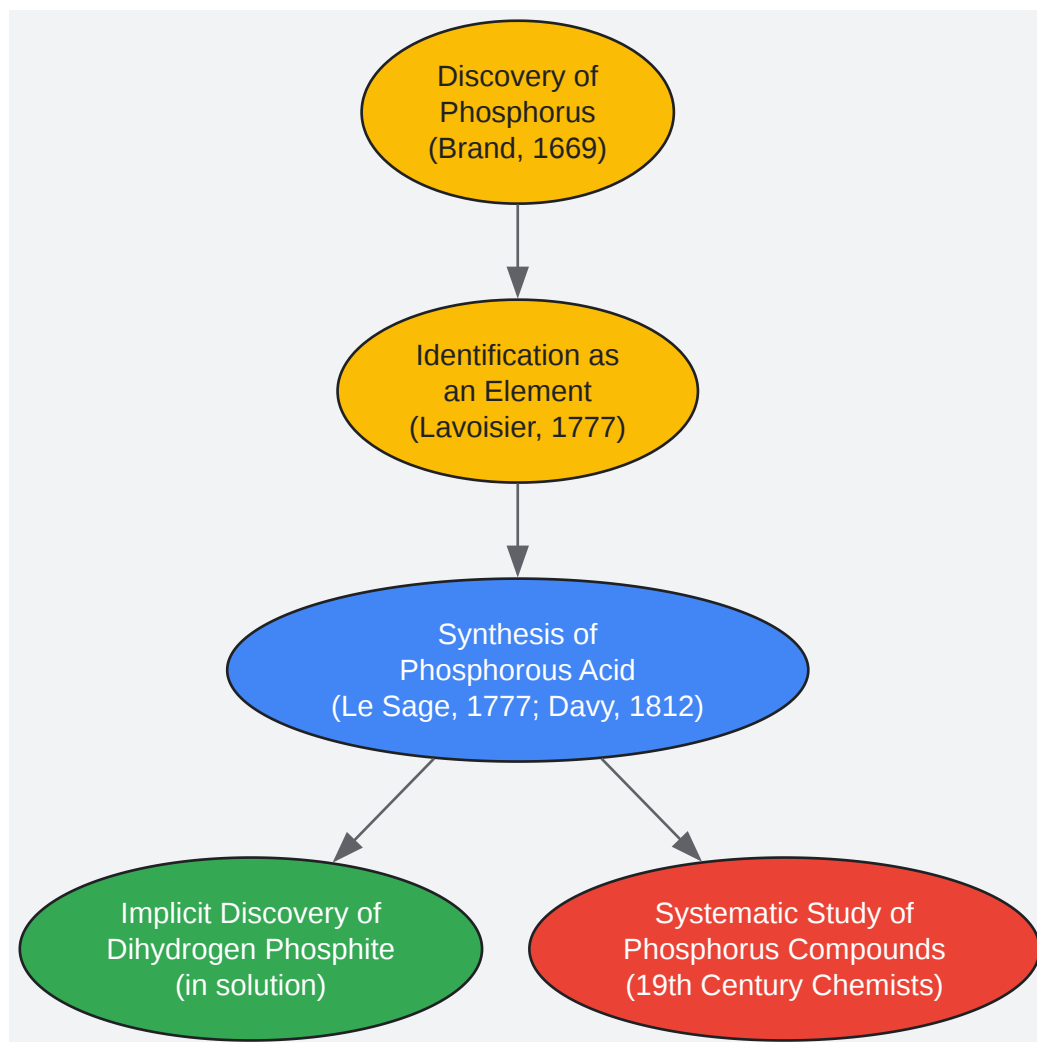 Discovery of
Phosphorus
(Brand, 1669)
Identification as
an Element
(Lavoisier, 1777)
Synthesis of
Phosphorous Acid
(Le Sage, 1777; Davy, 1812)
Implicit Discovery of
Dihydrogen Phosphite
(in solution)
Systematic Study of
Phosphorus Compounds
(19th Century Chemists)